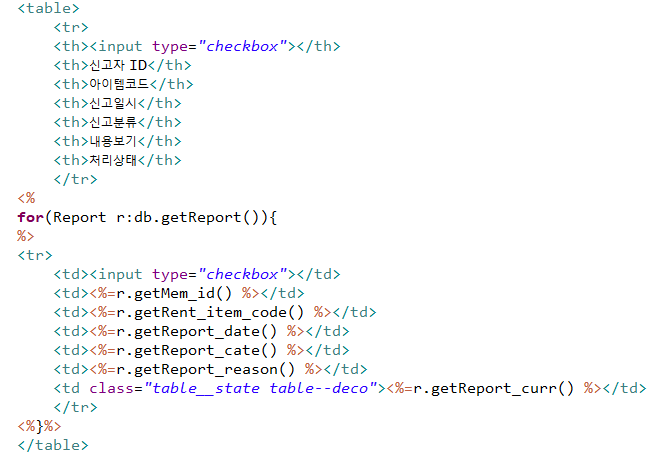 <table>
<tr>
<th><input type="checkbox"></th>
<th>신고자 ID</th>
<th>아이템코드</th>
<th>신고일시</th>
<th>신고분류</th>
<th>내용보기</th>
<th>처리상태</th>
</tr>
<%
for(Report r:db.getReport()){
%>
<tr>
<td><input type="checkbox"></td>
<td><%=r.getMem_id() %></td>
<td><%=r.getRent_item_code() %></td>
<td><%=r.getReport_date() %></td>
<td><%=r.getReport_cate() %></td>
<td><%=r.getReport_reason() %></td>
<td class="table__state table--deco"><%=r.getReport_curr() %></td>
</tr>
<%}%>
</table>